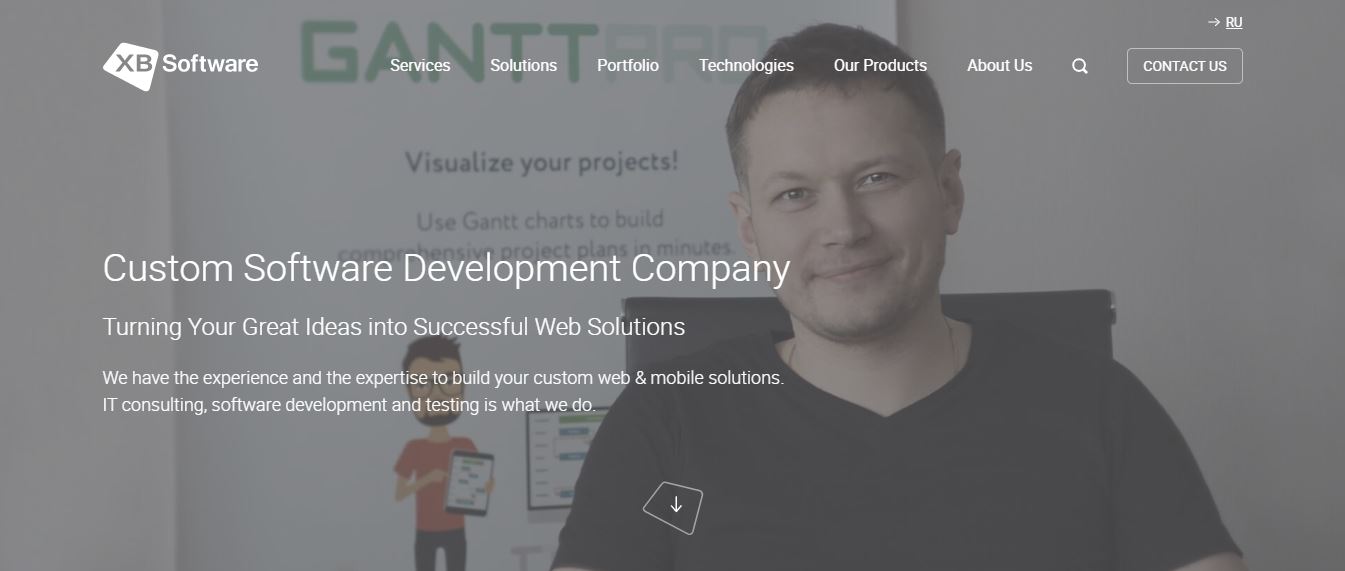 GANTTPRO
→ RU
XB Software
Services
Solutions
Portfolio
Technologies
Our Products
About Us
CONTACT US
Visualize your projects!
Use Gantt charts to build
comprehensive project plans in minutes.
Custom Software Development Company
Turning Your Great Ideas into Successful Web Solutions
We have the experience and the expertise to build your custom web & mobile solutions.
IT consulting, software development and testing is what we do.